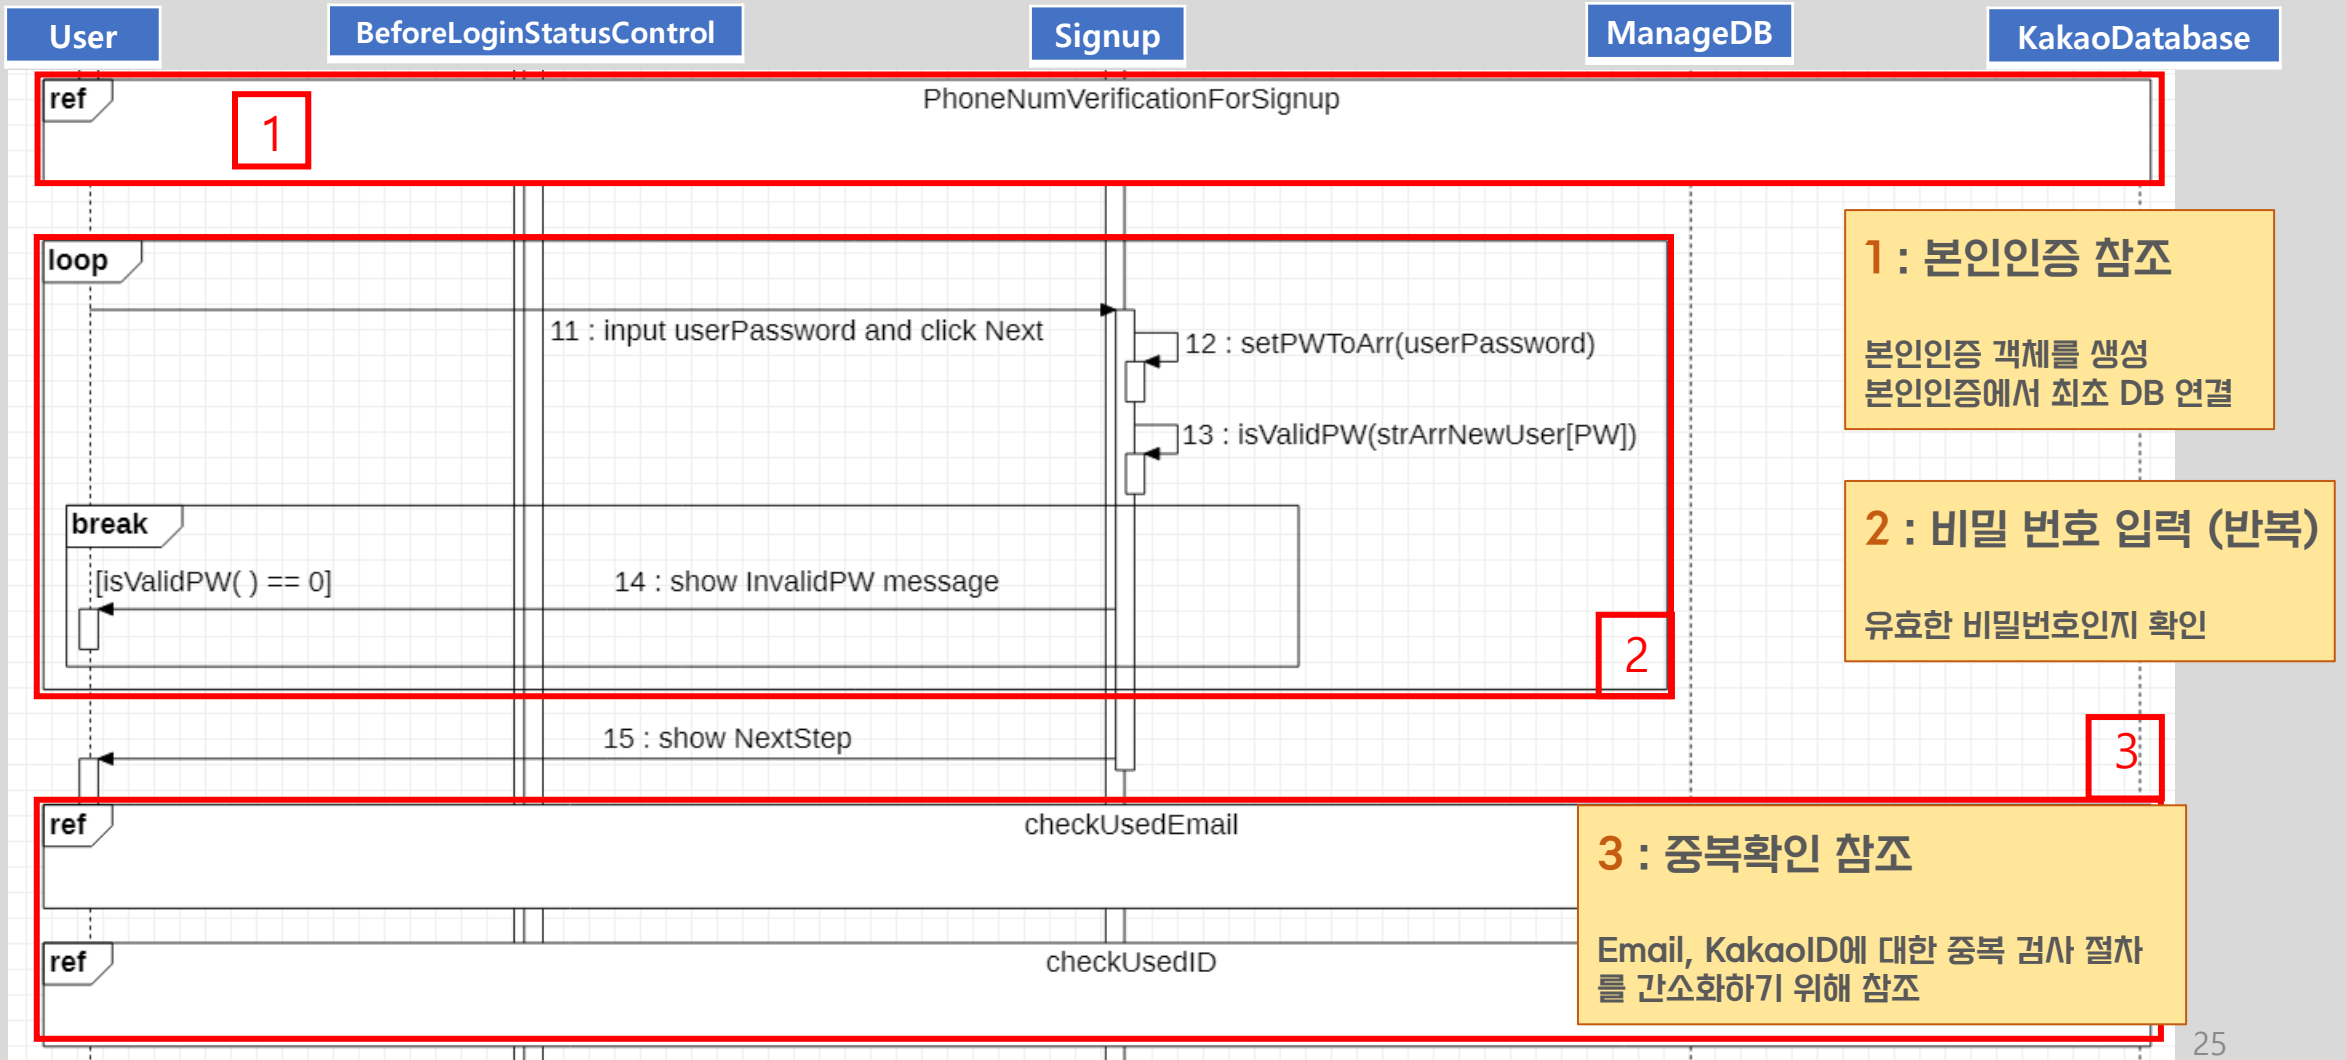 User
BeforeLoginStatusControl
Signup
ManageDB
KakaoDatabase
ref
PhoneNumVerificationForSignup
1
loop
11 : input userPassword and click Next
12 : setPWToArr(userPassword)
13 : isValidPW(strArrNewUser[PW])
break
[isValidPW( ) == 0]
14 : show InvalidPW message
2
15 : show NextStep
3
ref
checkUsedEmail
ref
checkUsedID
1 : 본인인증 참조
본인인증 객체를 생성
본인인증에서 최초 DB 연결
2 : 비밀 번호 입력 (반복)
유효한 비밀번호인지 확인
3 : 중복확인 참조
Email, KakaoID에 대한 중복 검사 절차
를 간소화하기 위해 참조
25